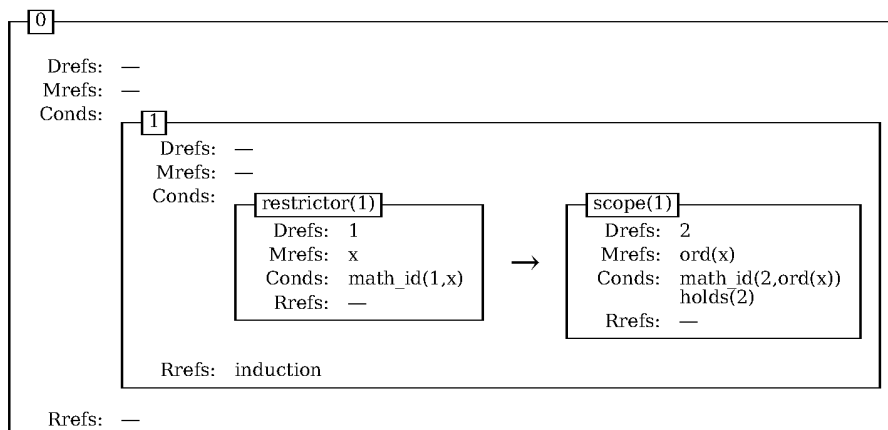 0
Drefs: —
Mrefs: —
Conds:
1
Drefs: —
Mrefs: —
Conds:
restrictor(1)
Drefs: 1
Mrefs: x
Conds: math_id(1,x)
Rrefs: —
→
scope(1)
Drefs: 2
Mrefs: ord(x)
Conds: math_id(2,ord(x))
holds(2)
Rrefs: —
Rrefs: induction
Rrefs: —